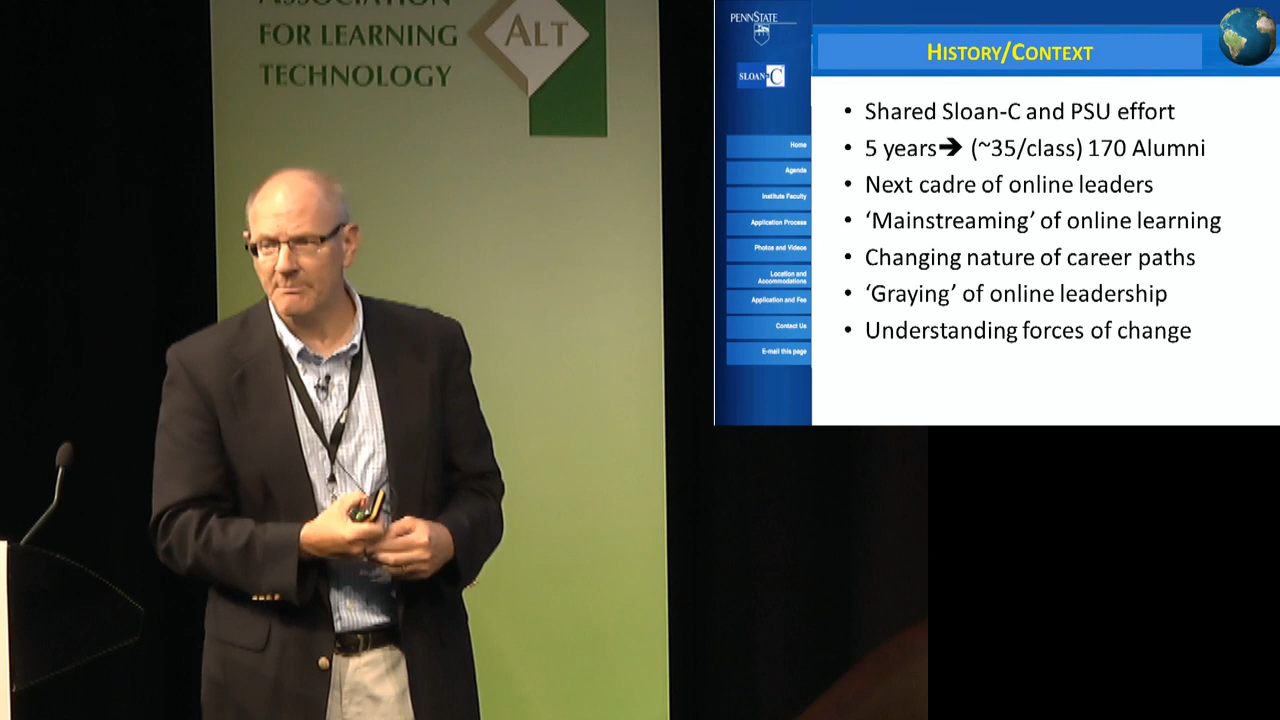 ASSOCIATION
FOR LEARNING
TECHNOLOGY
ALT
PENNSTATE
SLOAN-C
HISTORY/CONTEXT
• Shared Sloan-C and PSU effort
• 5 years➔ (~35/class) 170 Alumni
• Next cadre of online leaders
• ‘Mainstreaming’ of online learning
• Changing nature of career paths
• ‘Graying’ of online leadership
• Understanding forces of change
Home
Agenda
Institute Faculty
Application Process
Photos and Videos
Location and
Accommodations
Application and Fee
Contact Us
E-mail this page